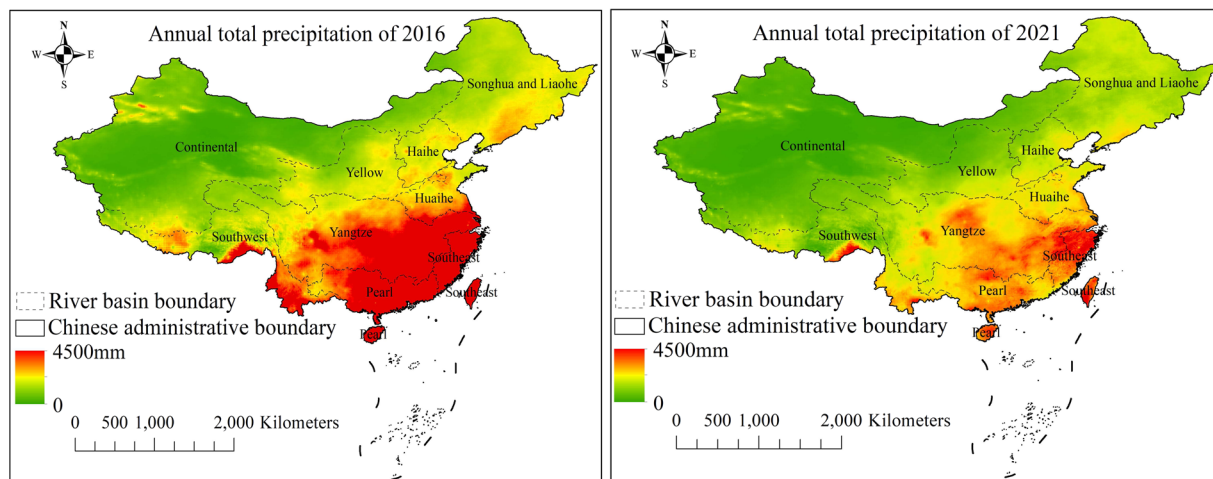 Annual total precipitation of 2016
N
W E
S
Songhua and Liaohe
Continental
Haihe
Yellow
Huaihe
Southwest
Yangtze
Southeast
Pearl
Southeast
Pearl
River basin boundary
Chinese administrative boundary
4500mm
0
0 500 1,000 2,000 Kilometers
Annual total precipitation of 2021
N
W E
S
Songhua and Liaohe
Continental
Haihe
Yellow
Huaihe
Southwest
Yangtze
Southeast
Pearl
Southeast
Pearl
River basin boundary
Chinese administrative boundary
4500mm
0
0 500 1,000 2,000 Kilometers